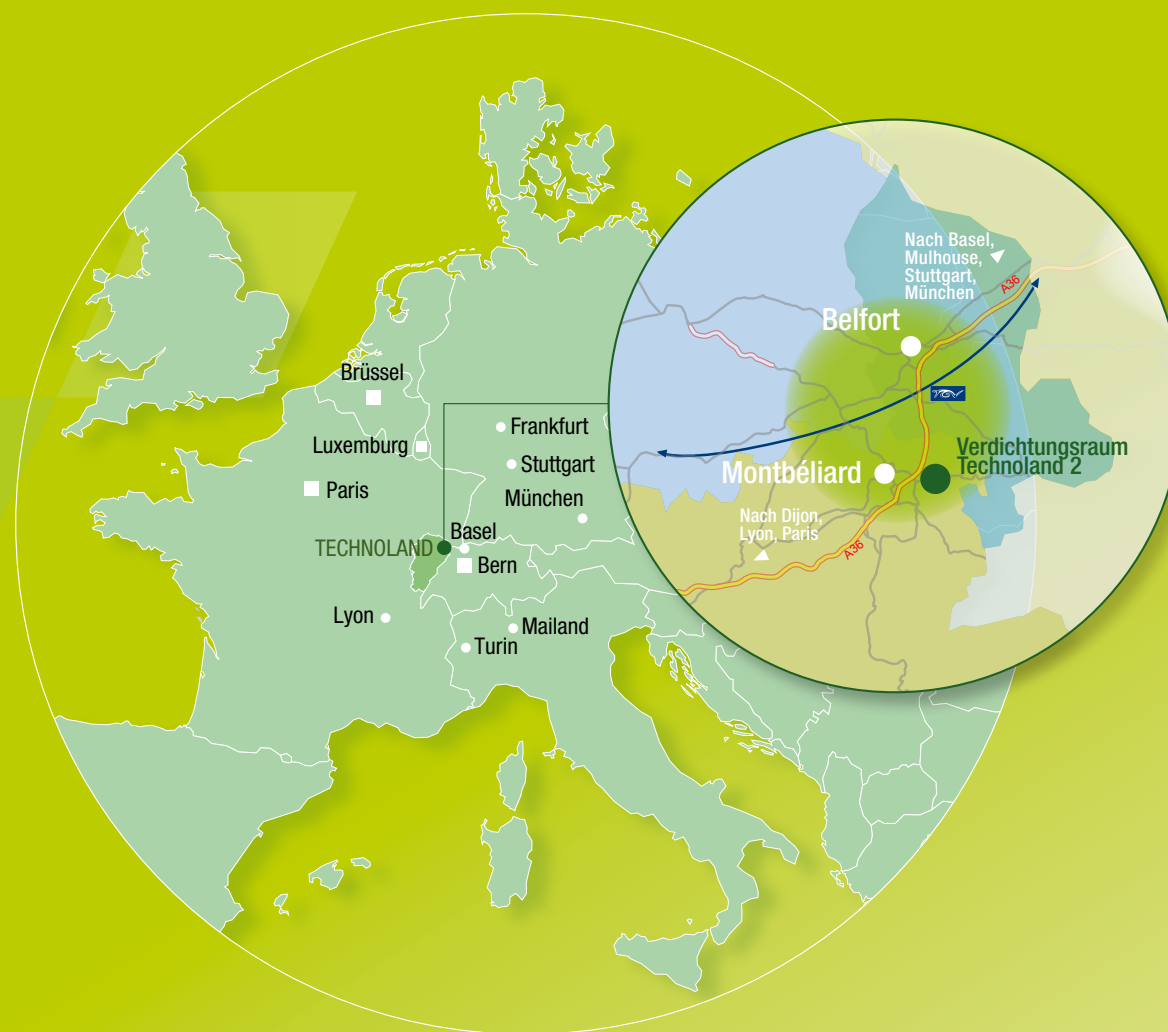 Brüssel
Luxemburg
Paris
Frankfurt
Stuttgart
München
Basel
TECHNOLAND
Bern
Lyon
Mailand
Turin
Nach Basel,
Mulhouse,
Stuttgart,
München
A36
Belfort
TGV
Verdichtungsraum
Technoland 2
Montbéliard
Nach Dijon,
Lyon, Paris
A36